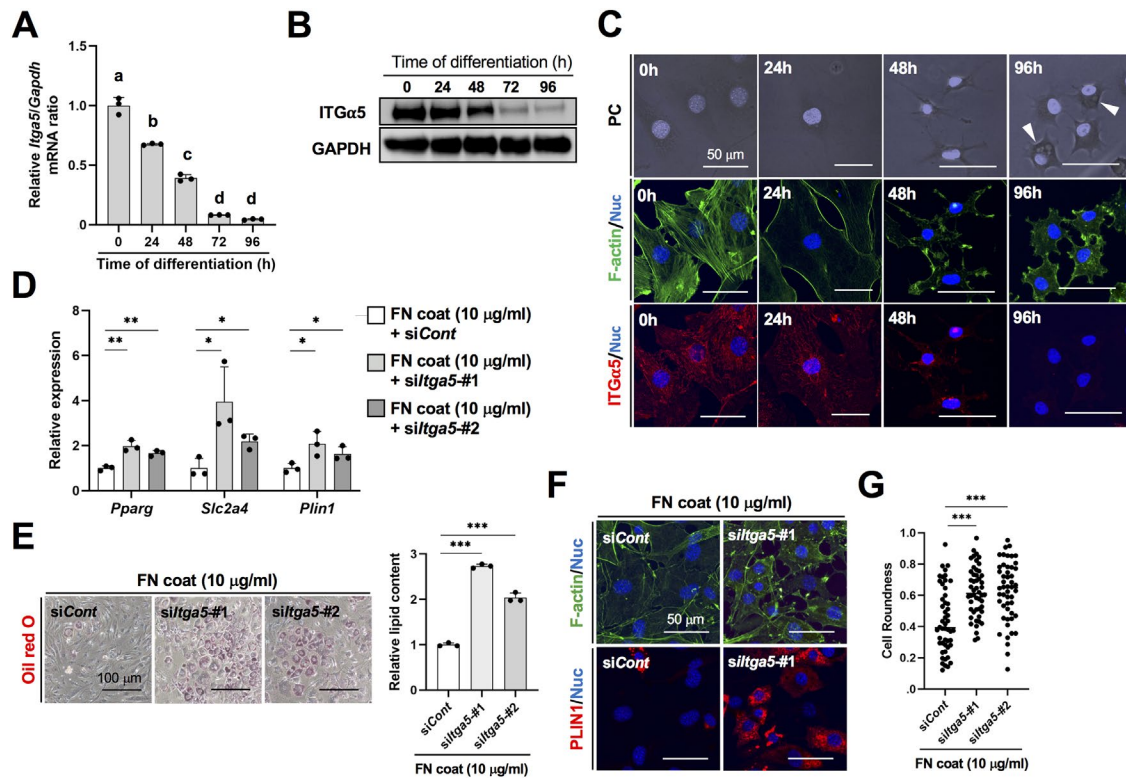 A
Relative Itga5/Gapdh
mRNA ratio
1.5
1.0
0.5
0
a
b
c
d
d
0 24 48 72 96
Time of differentiation (h)
B
Time of differentiation (h)
0 24 48 72 96
ITGα5
GAPDH
C
PC
0h
24h
48h
96h
50 μm
F-actin/Nuc
0h
24h
48h
96h
ITGα5/Nuc
0h
24h
48h
96h
D
Relative expression
8
6
4
2
0
**
**
*
*
*
*
Pparg
Slc2a4
Plin1
FN coat (10 μg/ml)
+ siCont
FN coat (10 μg/ml)
+ siItga5-#1
FN coat (10 μg/ml)
+ siItga5-#2
E
FN coat (10 μg/ml)
Oil red O
siCont
siItga5-#1
siItga5-#2
100 μm
Relative lipid content
3
2
1
0
***
***
siCont
siItga5-#1
siItga5-#2
FN coat (10 μg/ml)
F
FN coat (10 μg/ml)
F-actin/Nuc
siCont
siItga5-#1
50 μm
PLIN1/Nuc
siCont
siItga5-#1
G
Cell Roundness
1.0
0.8
0.6
0.4
0.2
.0
***
***
siCont
siItga5-#1
siItga5-#2
FN coat (10 μg/ml)